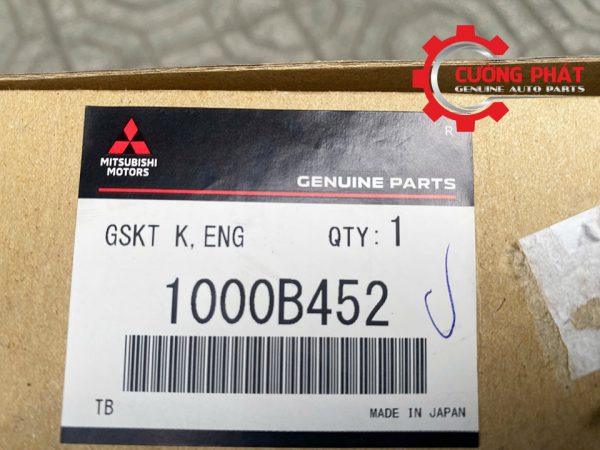 CƯỜNG PHÁT
GENUINE AUTO PARTS
R
MITSUBISHI
MOTORS
GENUINE PARTS
GSKT K, ENG QTY: 1
1000B452
TB MADE IN JAPAN